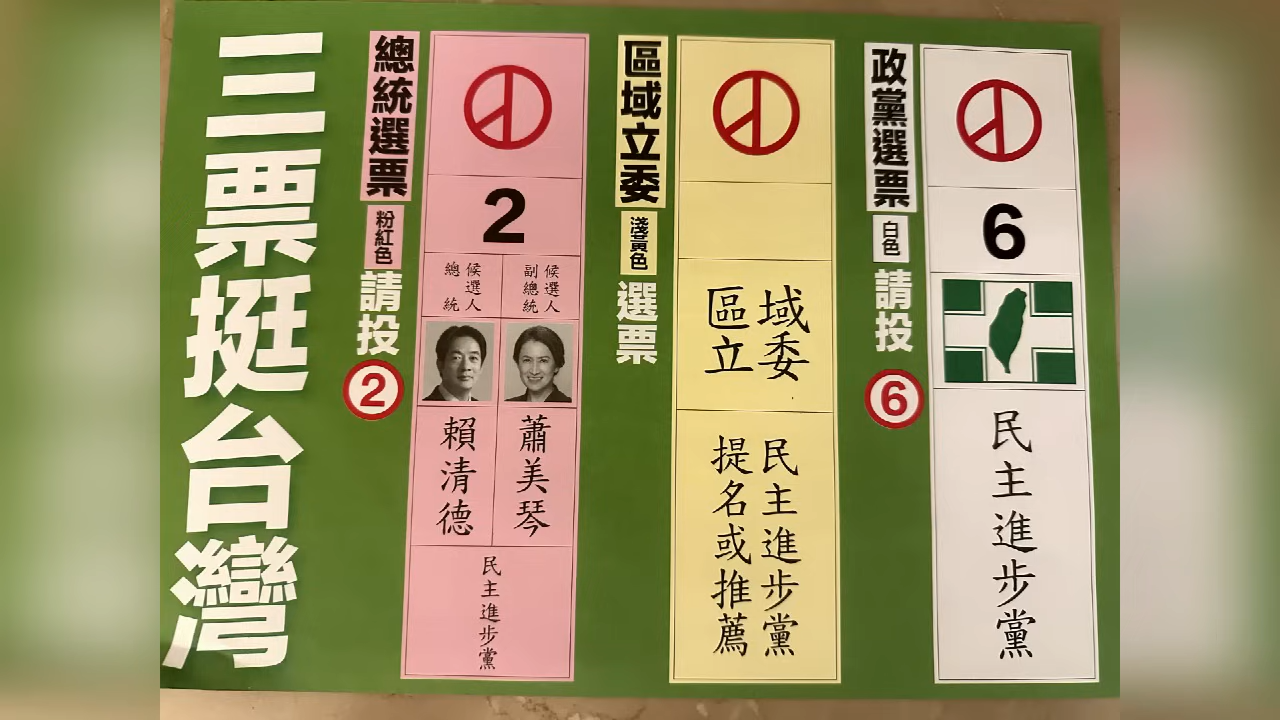 三票挺台灣
總統選票
粉紅色
請投
2
2
總統候選人
副總統候選人
賴清德
蕭美琴
民主進步黨
區域立委
淺黃色
選票
區域
立委
民主進步黨
提名或推薦
政黨選票
白色
請投
6
6
民主進步黨